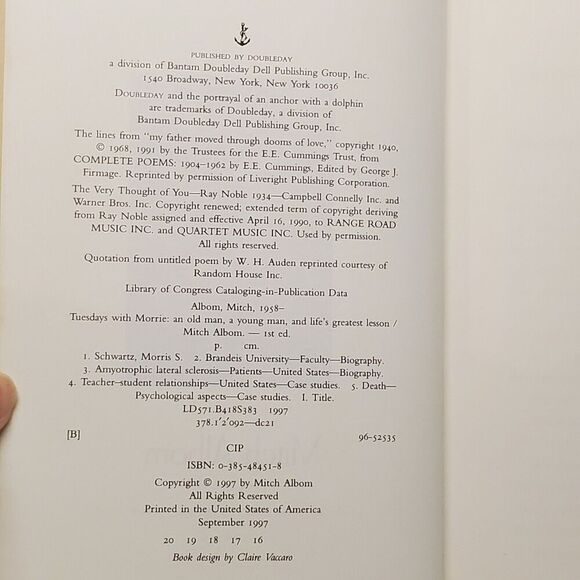 PUBLISHED BY DOUBLEDAY
a division of Bantam Doubleday Dell Publishing Group, Inc.
1540 Broadway, New York, New York 10036
DOUBLEDAY and the portrayal of an anchor with a dolphin
are trademarks of Doubleday, a division of
Bantam Doubleday Dell Publishing Group, Inc.
The lines from "my father moved through dooms of love," copyright 1940,
© 1968, 1991 by the Trustees for the E.E. Cummings Trust, from
COMPLETE POEMS: 1904–1962 by E.E. Cummings, Edited by George J.
Firmage. Reprinted by permission of Liveright Publishing Corporation.
The Very Thought of You—Ray Noble 1934—Campbell Connelly Inc. and
Warner Bros. Inc. Copyright renewed; extended term of copyright deriving
from Ray Noble assigned and effective April 16, 1990, to RANGE ROAD
MUSIC INC. and QUARTET MUSIC INC. Used by permission.
All rights reserved.
Quotation from untitled poem by W. H. Auden reprinted courtesy of
Random House Inc.
Library of Congress Cataloging-in-Publication Data
Albom, Mitch, 1958–
Tuesdays with Morrie: an old man, a young man, and life's greatest lesson /
Mitch Albom. — 1st ed.
p. cm.
1. Schwartz, Morris S. 2. Brandeis University—Faculty—Biography.
3. Amyotrophic lateral sclerosis—Patients—United States—Biography.
4. Teacher-student relationships—United States—Case studies. 5. Death—
Psychological aspects—Case studies. I. Title.
LD571.B418S383 1997
378.1'2'092—dc21
[B] 96-52535
CIP
ISBN: 0-385-48451-8
Copyright © 1997 by Mitch Albom
All Rights Reserved
Printed in the United States of America
September 1997
20 19 18 17 16
Book design by Claire Vaccaro